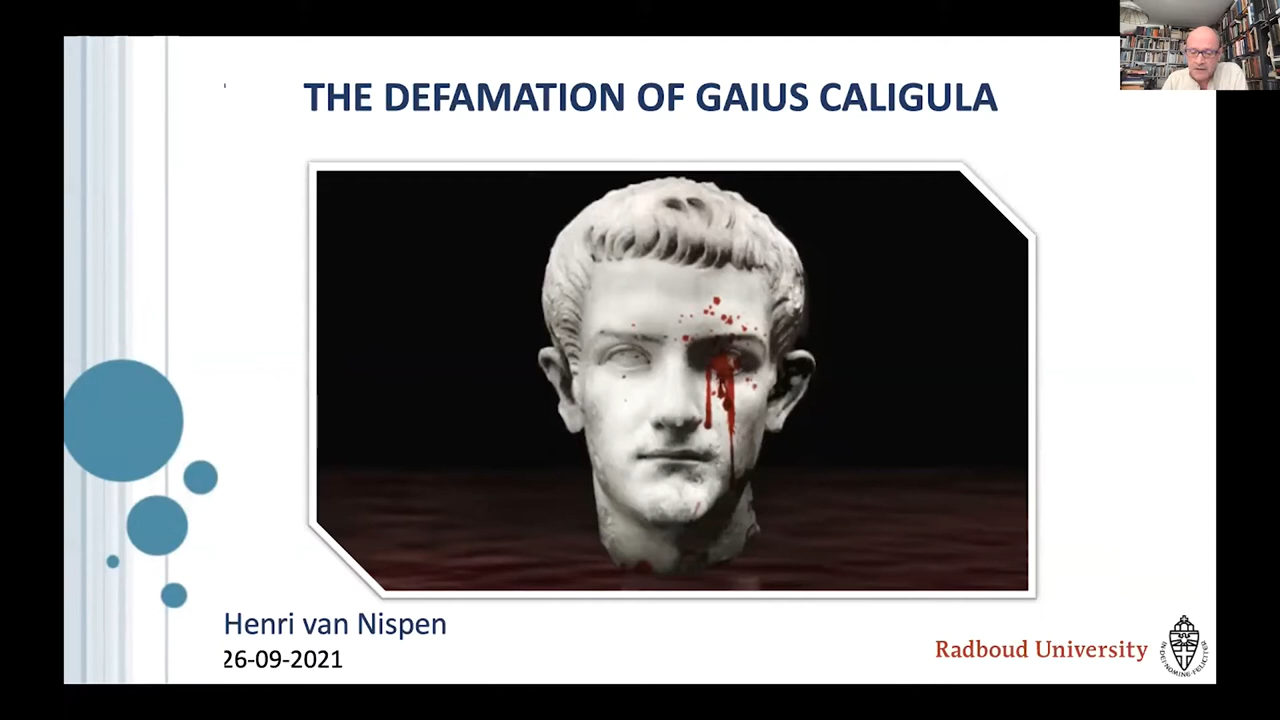 THE DEFAMATION OF GAIUS CALIGULA
Henri van Nispen
26-09-2021
Radboud University